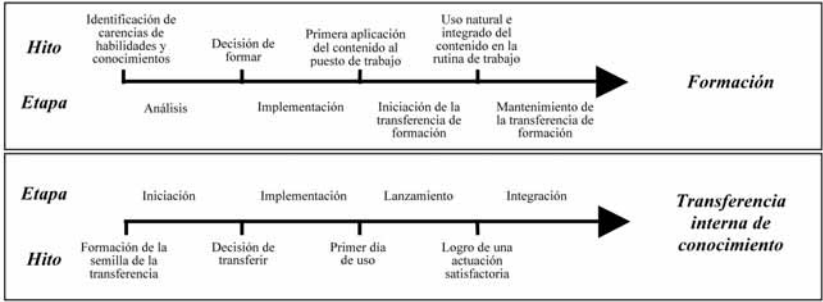 Hito
Identificación de
carencias de
habilidades y
conocimientos
Decisión de
formar
Primera aplicación
del contenido al
puesto de trabajo
Uso natural e
integrado del
contenido en la
rutina de trabajo
Etapa
Análisis
Implementación
Iniciación de la
transferencia de
formación
Mantenimiento de
la transferencia de
formación
Formación
Etapa
Iniciación
Implementación
Lanzamiento
Integración
Hito
Formación de la
semilla de la
transferencia
Decisión de
transferir
Primer día
de uso
Logro de una
actuación
satisfactoria
Transferencia
interna de
conocimiento